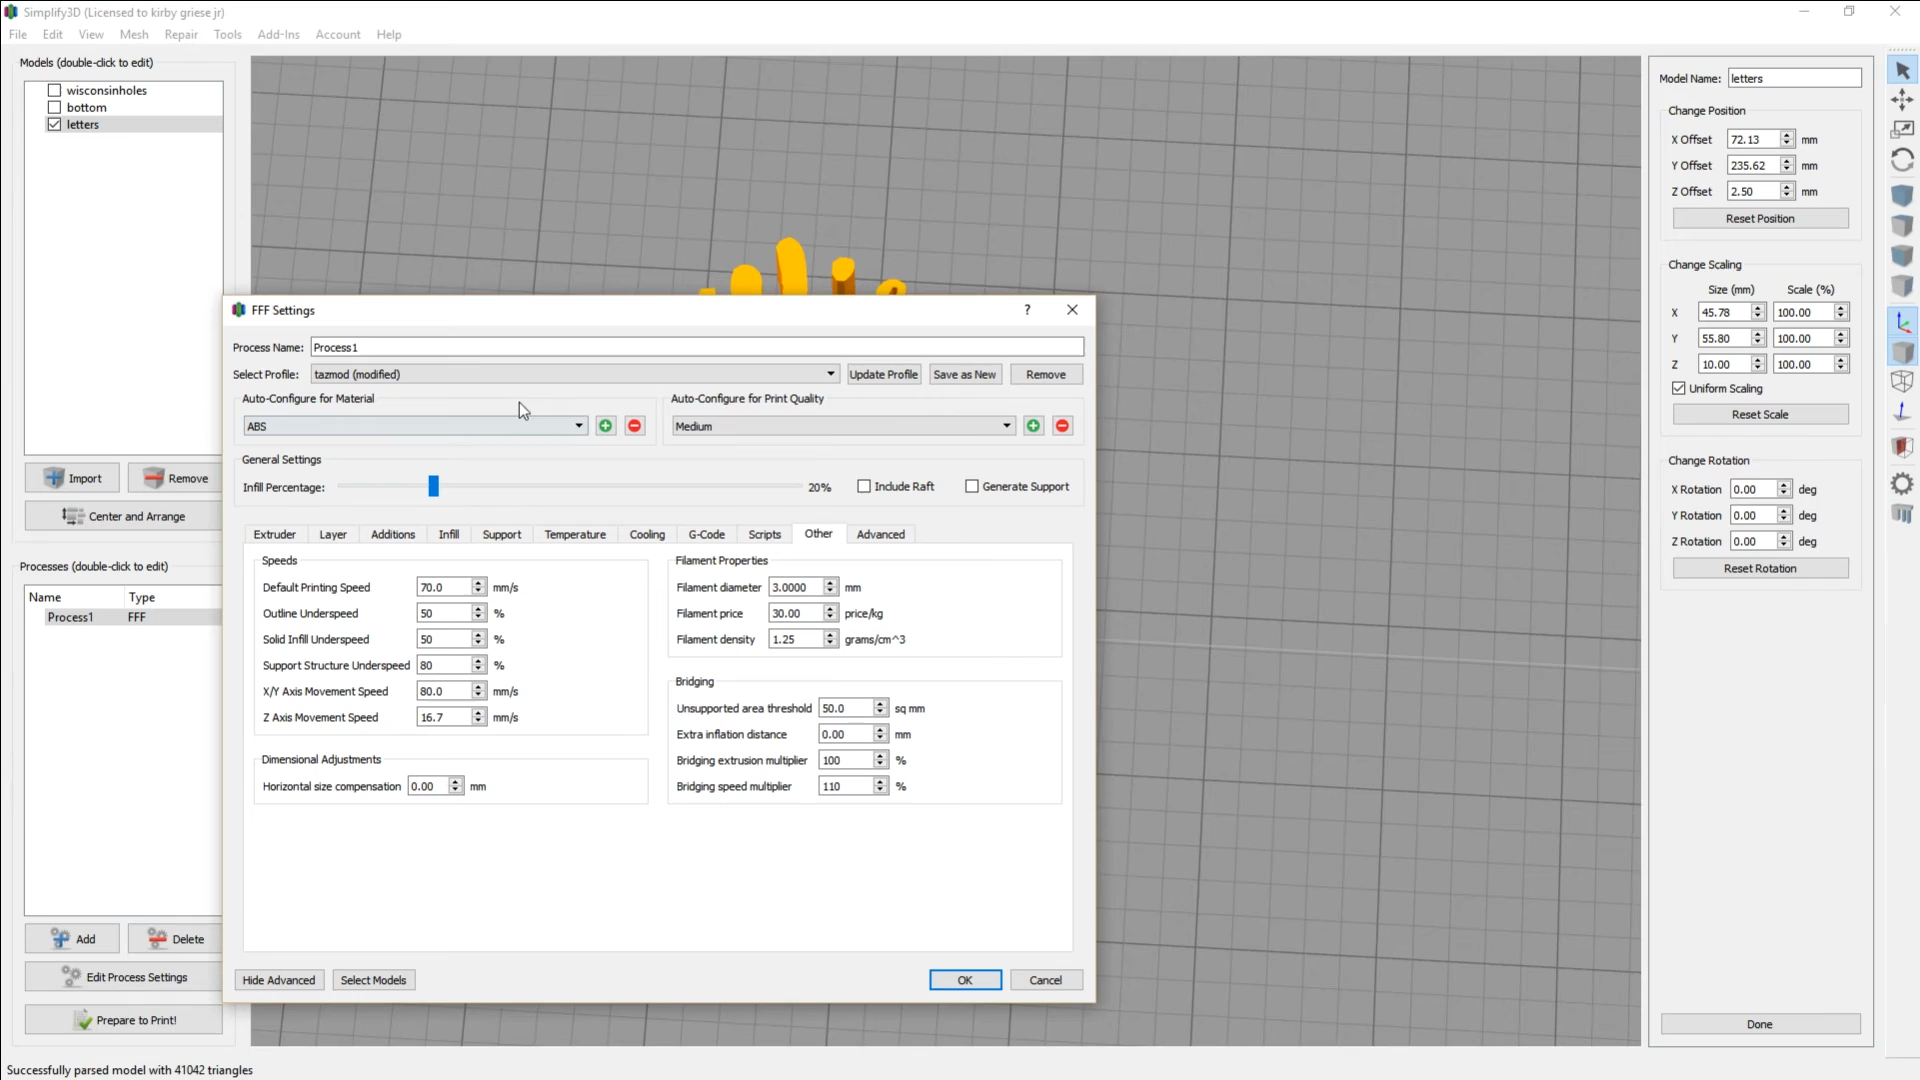 Simplify3D (Licensed to kirby griese jr)
File Edit View Mesh Repair Tools Add-Ins Account Help
Models (double-click to edit)
wisconsinholes
bottom
letters
Import Remove
Center and Arrange
Processes (double-click to edit)
Name Type
Process1 FFF
Add Delete
Edit Process Settings
Prepare to Print!
Successfully parsed model with 41042 triangles
FFF Settings ?
Process Name: Process1
Select Profile: tazmod (modified) Update Profile Save as New Remove
Auto-Configure for Material Auto-Configure for Print Quality
ABS Medium
General Settings
Infill Percentage: 20% Include Raft Generate Support
Extruder Layer Additions Infill Support Temperature Cooling G-Code Scripts Other Advanced
Speeds
Default Printing Speed 70.0 mm/s
Outline Underspeed 50 %
Solid Infill Underspeed 50 %
Support Structure Underspeed 80 %
X/Y Axis Movement Speed 80.0 mm/s
Z Axis Movement Speed 16.7 mm/s
Dimensional Adjustments
Horizontal size compensation 0.00 mm
Filament Properties
Filament diameter 3.0000 mm
Filament price 30.00 price/kg
Filament density 1.25 grams/cm^3
Bridging
Unsupported area threshold 50.0 sq mm
Extra inflation distance 0.00 mm
Bridging extrusion multiplier 100 %
Bridging speed multiplier 110 %
Hide Advanced Select Models OK Cancel
Model Name: letters
Change Position
X Offset 72.13 mm
Y Offset 235.62 mm
Z Offset 2.50 mm
Reset Position
Change Scaling
Size (mm) Scale (%)
X 45.78 100.00
Y 55.80 100.00
Z 10.00 100.00
Uniform Scaling
Reset Scale
Change Rotation
X Rotation 0.00 deg
Y Rotation 0.00 deg
Z Rotation 0.00 deg
Reset Rotation
Done